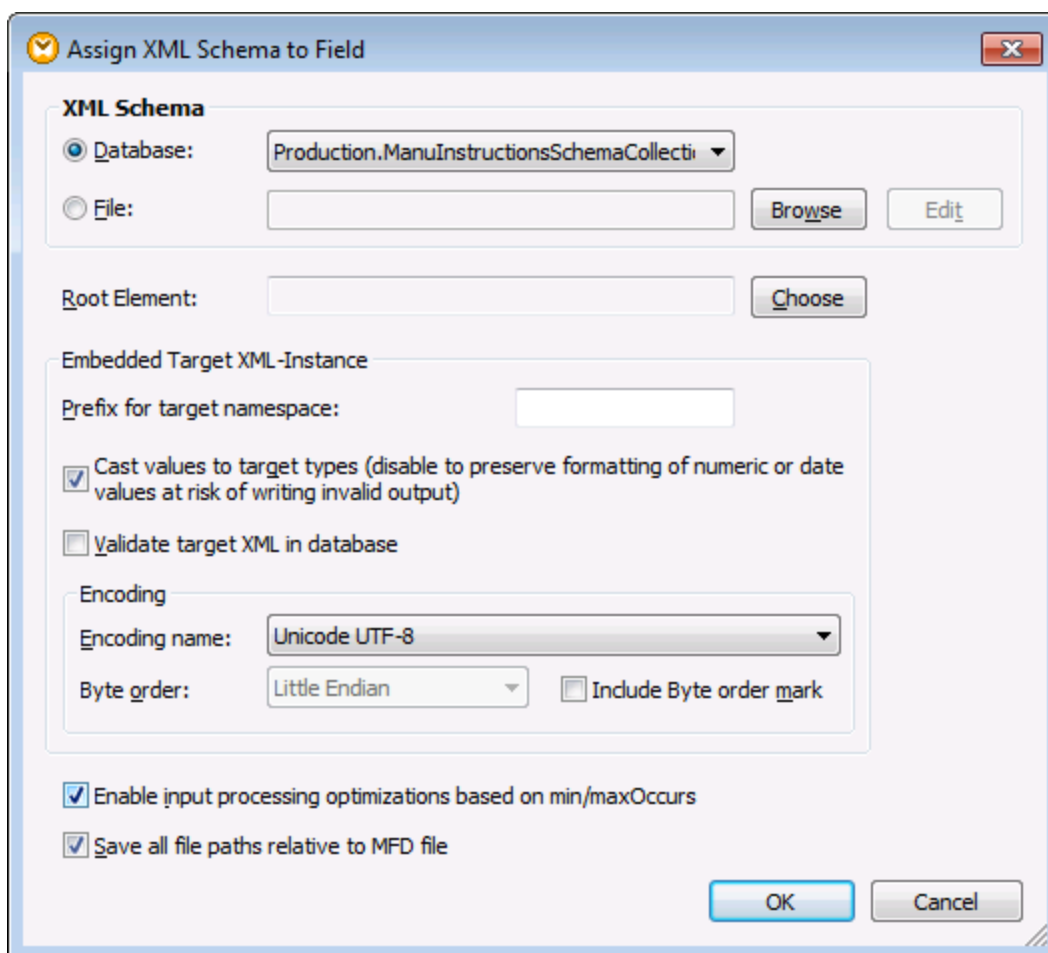 Assign XML Schema to Field
XML Schema
Database:
Production.ManuInstructionsSchemaCollecti
File:
Browse
Edit
Root Element:
Choose
Embedded Target XML-Instance
Prefix for target namespace:
Cast values to target types (disable to preserve formatting of numeric or date
values at risk of writing invalid output)
Validate target XML in database
Encoding
Encoding name:
Unicode UTF-8
Byte order:
Little Endian
Include Byte order mark
Enable input processing optimizations based on min/maxOccurs
Save all file paths relative to MFD file
OK
Cancel